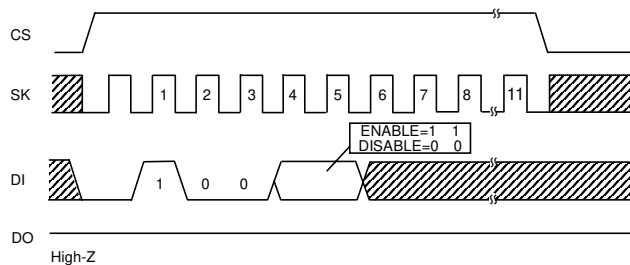 CS
SK
1 2 3 4 5 6 7 8 11
ENABLE=1 1
DISABLE=0 0
DI
1 0 0
DO
High-Z